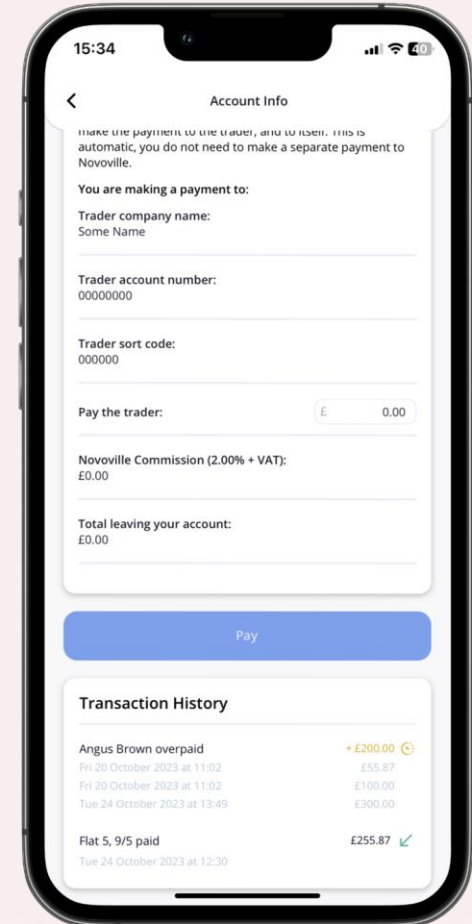 15:34
40
Account Info
make the payment to the trader, and to itself. This is
automatic, you do not need to make a separate payment to
Novoville.
You are making a payment to:
Trader company name:
Some Name
Trader account number:
00000000
Trader sort code:
000000
Pay the trader: £ 0.00
Novoville Commission (2.00% + VAT):
£0.00
Total leaving your account:
£0.00
Pay
Transaction History
Angus Brown overpaid + £200.00
Fri 20 October 2023 at 11:02 £55.87
Fri 20 October 2023 at 11:02 £100.00
Tue 24 October 2023 at 13:49 £300.00
Flat 5, 9/5 paid £255.87
Tue 24 October 2023 at 12:30